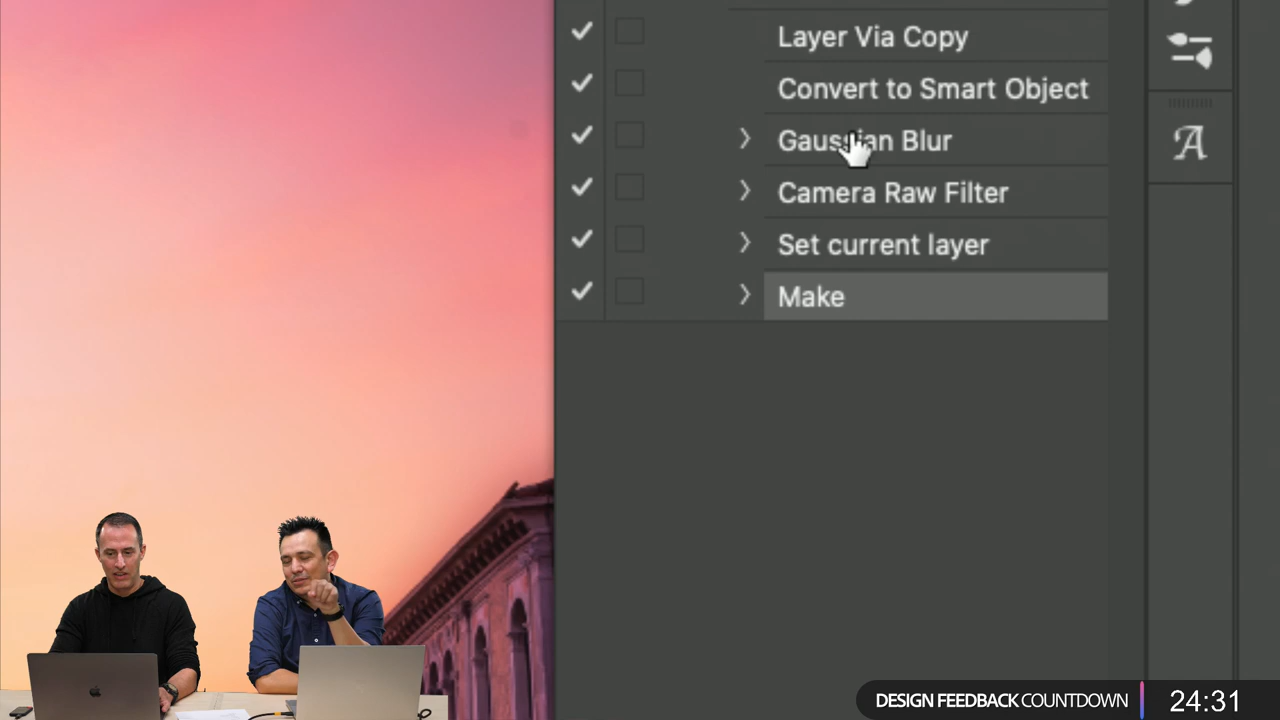 Layer Via Copy
Convert to Smart Object
Gaussian Blur
Camera Raw Filter
Set current layer
Make
A
DESIGN FEEDBACK COUNTDOWN
24:31